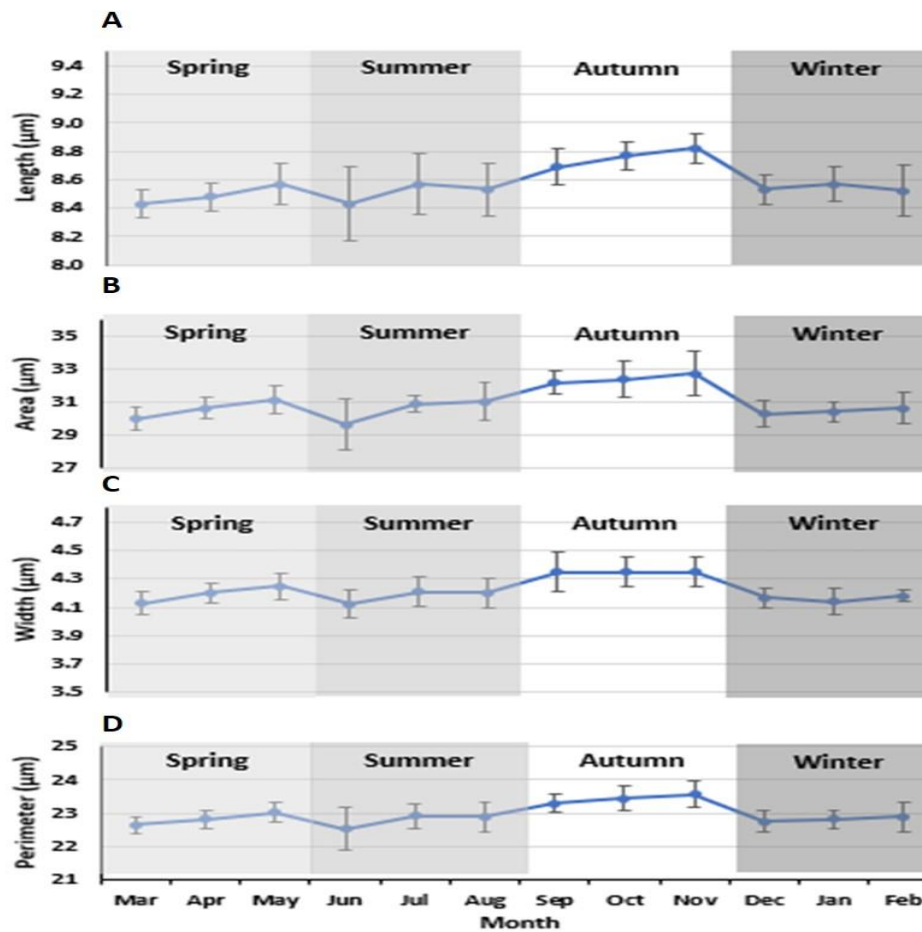 A
Spring Summer Autumn Winter
Length (µm)
9.4
9.2
9.0
8.8
8.6
8.4
8.2
8.0
B
Spring Summer Autumn Winter
Area (µm)
35
33
31
29
27
C
Spring Summer Autumn Winter
Width (µm)
4.7
4.5
4.3
4.1
3.9
3.7
3.5
D
Spring Summer Autumn Winter
Perimeter (µm)
25
24
23
22
21
Mar Apr May Jun Jul Aug Sep Oct Nov Dec Jan Feb
Month